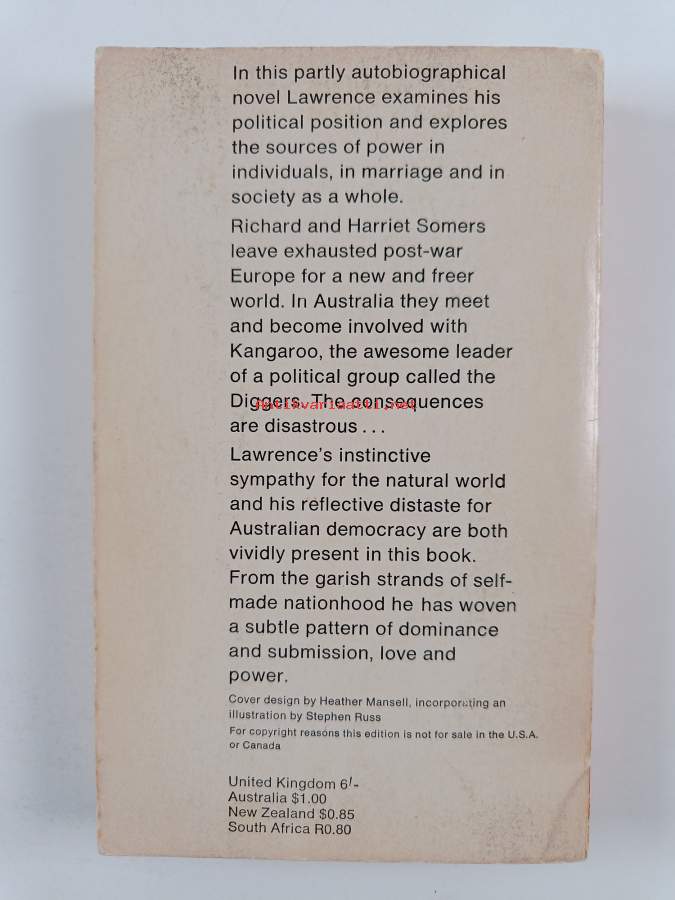 In this partly autobiographical
novel Lawrence examines his
political position and explores
the sources of power in
individuals, in marriage and in
society as a whole.
Richard and Harriet Somers
leave exhausted post-war
Europe for a new and freer
world. In Australia they meet
and become involved with
Kangaroo, the awesome leader
of a political group called the
Diggers. The consequences
Antikvariaatti.net
are disastrous...
Lawrence's instinctive
sympathy for the natural world
and his reflective distaste for
Australian democracy are both
vividly present in this book.
From the garish strands of self-
made nationhood he has woven
a subtle pattern of dominance
and submission, love and
power.
Cover design by Heather Mansell, incorporating an
illustration by Stephen Russ
For copyright reasons this edition is not for sale in the U.S.A.
or Canada
United Kingdom 6/-
Australia $1.00
New Zealand $0.85
South Africa R0.80